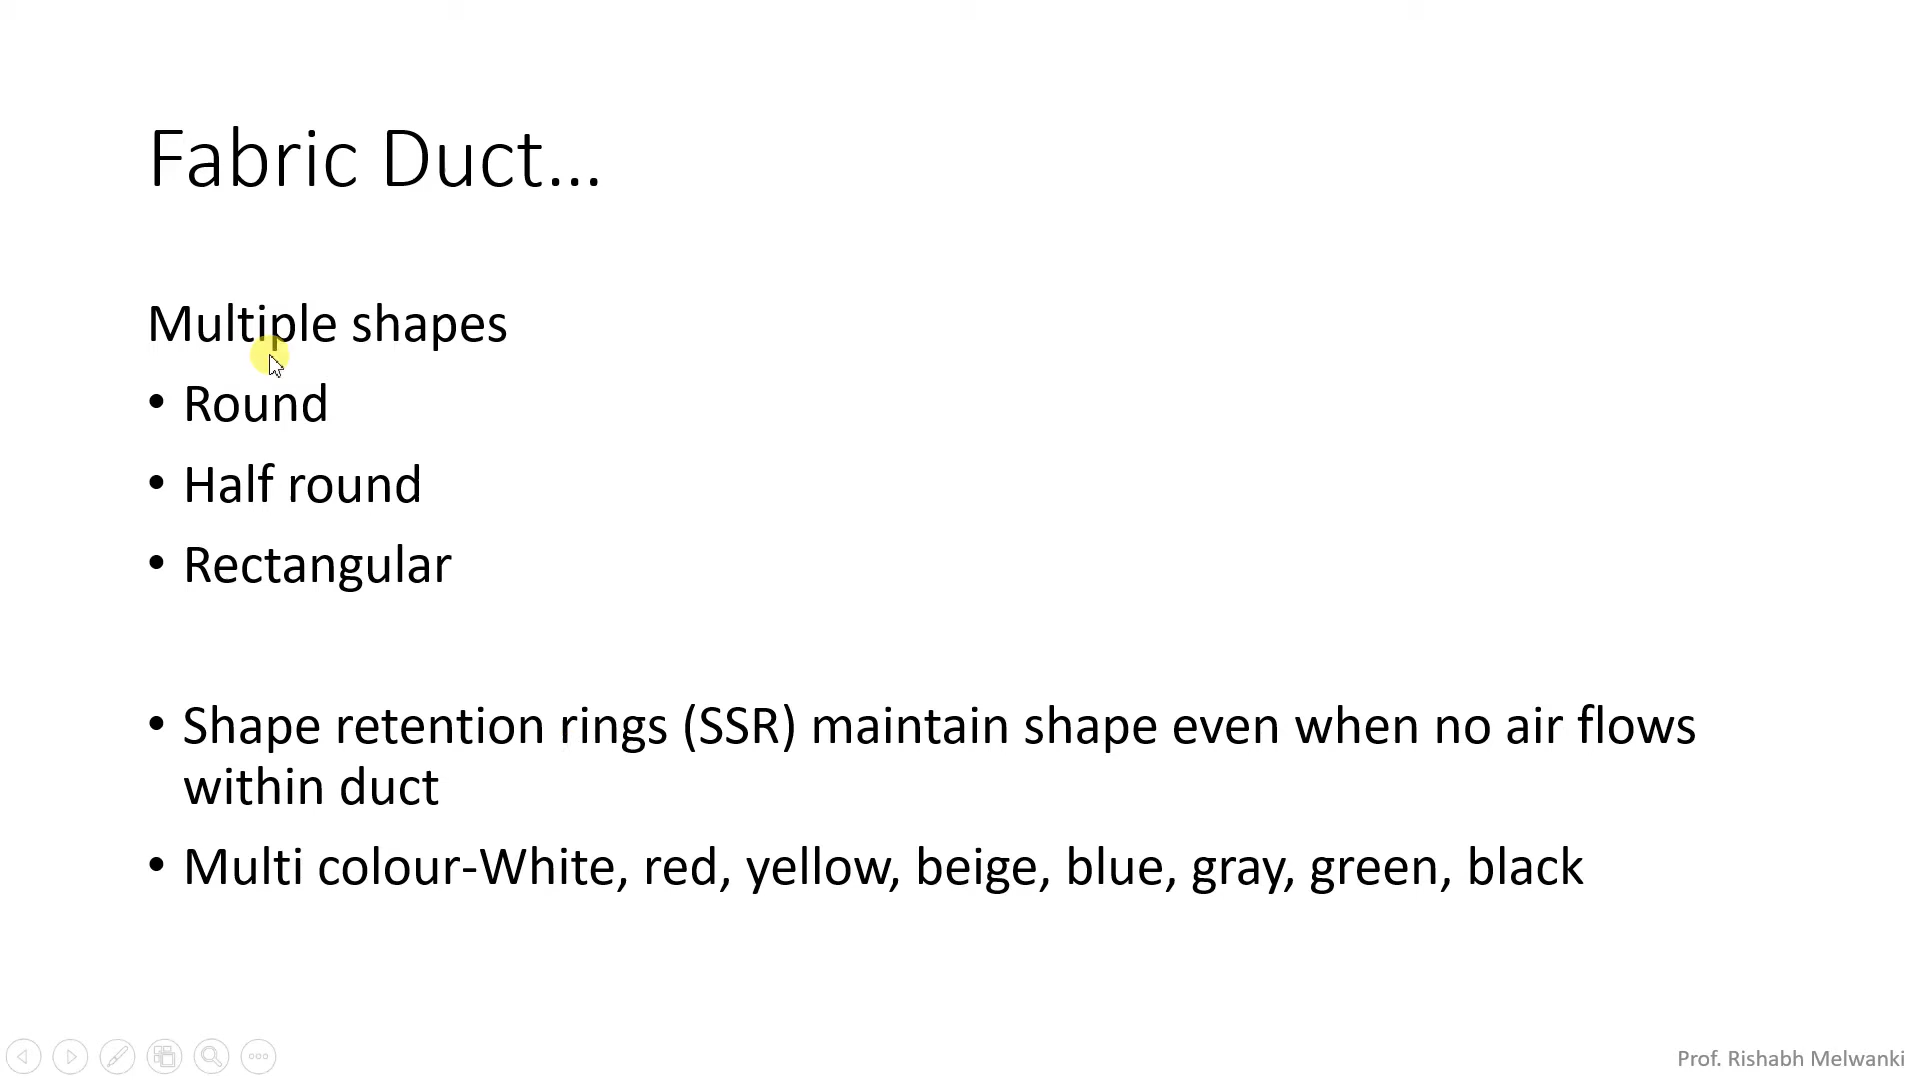 Fabric Duct...
Multiple shapes
• Round
• Half round
• Rectangular
• Shape retention rings (SSR) maintain shape even when no air flows
within duct
• Multi colour-White, red, yellow, beige, blue, gray, green, black
Prof. Rishabh Melwanki